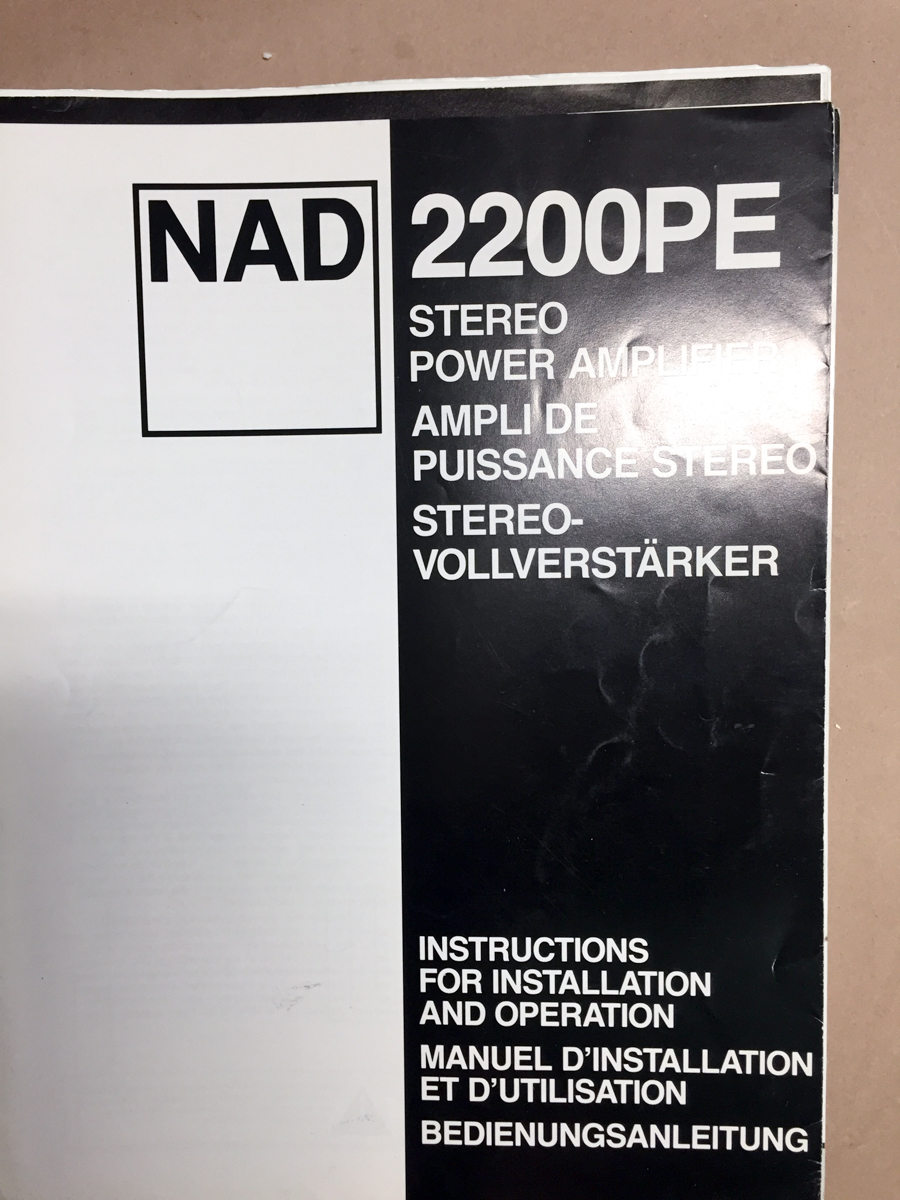 NAD
2200PE
STEREO
POWER AMPLIFIER
AMPLI DE
PUISSANCE STEREO
STEREO-
VOLLVERSTÄRKER
INSTRUCTIONS
FOR INSTALLATION
AND OPERATION
MANUEL D'INSTALLATION
ET D'UTILISATION
BEDIENUNGSANLEITUNG